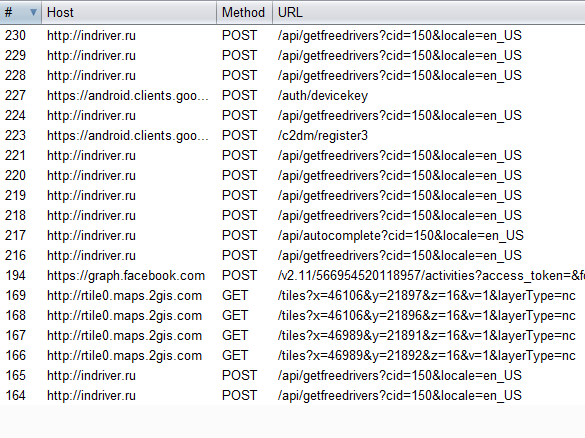 # Host Method URL
230 http://indriver.ru POST /api/getfreedrivers?cid=150&locale=en_US
229 http://indriver.ru POST /api/getfreedrivers?cid=150&locale=en_US
228 http://indriver.ru POST /api/getfreedrivers?cid=150&locale=en_US
227 https://android.clients.goo... POST /auth/devicekey
224 http://indriver.ru POST /api/getfreedrivers?cid=150&locale=en_US
223 https://android.clients.goo... POST /c2dm/register3
221 http://indriver.ru POST /api/getfreedrivers?cid=150&locale=en_US
220 http://indriver.ru POST /api/getfreedrivers?cid=150&locale=en_US
219 http://indriver.ru POST /api/getfreedrivers?cid=150&locale=en_US
218 http://indriver.ru POST /api/getfreedrivers?cid=150&locale=en_US
217 http://indriver.ru POST /api/autocomplete?cid=150&locale=en_US
216 http://indriver.ru POST /api/getfreedrivers?cid=150&locale=en_US
194 https://graph.facebook.com POST /v2.11/566954520118957/activities?access_token=&fo
169 http://rtile0.maps.2gis.com GET /tiles?x=46106&y=21897&z=16&v=1&layerType=nc
168 http://rtile0.maps.2gis.com GET /tiles?x=46106&y=21896&z=16&v=1&layerType=nc
167 http://rtile0.maps.2gis.com GET /tiles?x=46989&y=21891&z=16&v=1&layerType=nc
166 http://rtile0.maps.2gis.com GET /tiles?x=46989&y=21892&z=16&v=1&layerType=nc
165 http://indriver.ru POST /api/getfreedrivers?cid=150&locale=en_US
164 http://indriver.ru POST /api/getfreedrivers?cid=150&locale=en_US